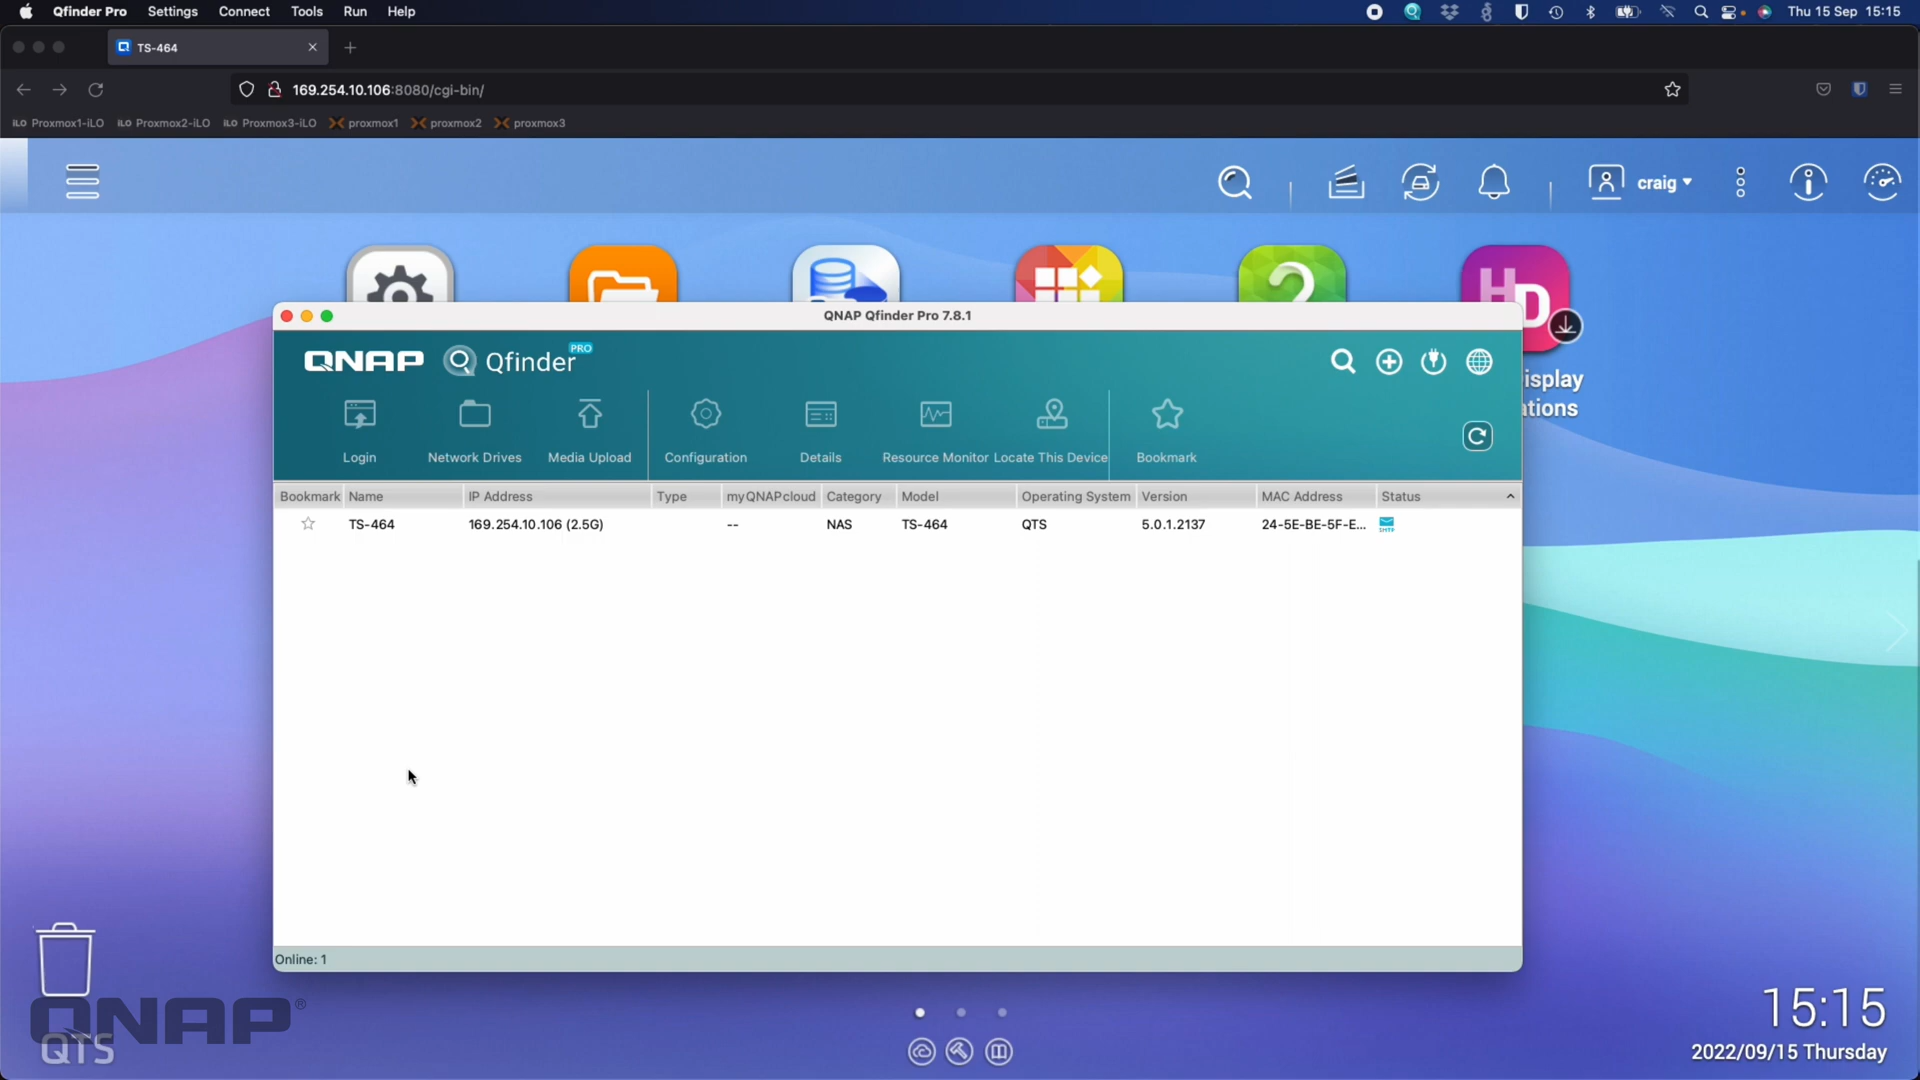 Qfinder Pro Settings Connect Tools Run Help Thu 15 Sep 15:15
TS-464
169.254.10.106:8080/cgi-bin/
iLO Proxmox1-iLO iLO Proxmox2-iLO iLO Proxmox3-iLO proxmox1 proxmox2 proxmox3
craig
HD
isplay
ations
QNAP Qfinder Pro 7.8.1
QNAP Qfinder PRO
Login Network Drives Media Upload Configuration Details Resource Monitor Locate This Device Bookmark
Bookmark Name IP Address Type myQNAPcloud Category Model Operating System Version MAC Address Status
TS-464 169.254.10.106 (2.5G) -- NAS TS-464 QTS 5.0.1.2137 24-5E-BE-5F-E... SMTP
Online: 1
QNAP®
QTS
15:15
2022/09/15 Thursday